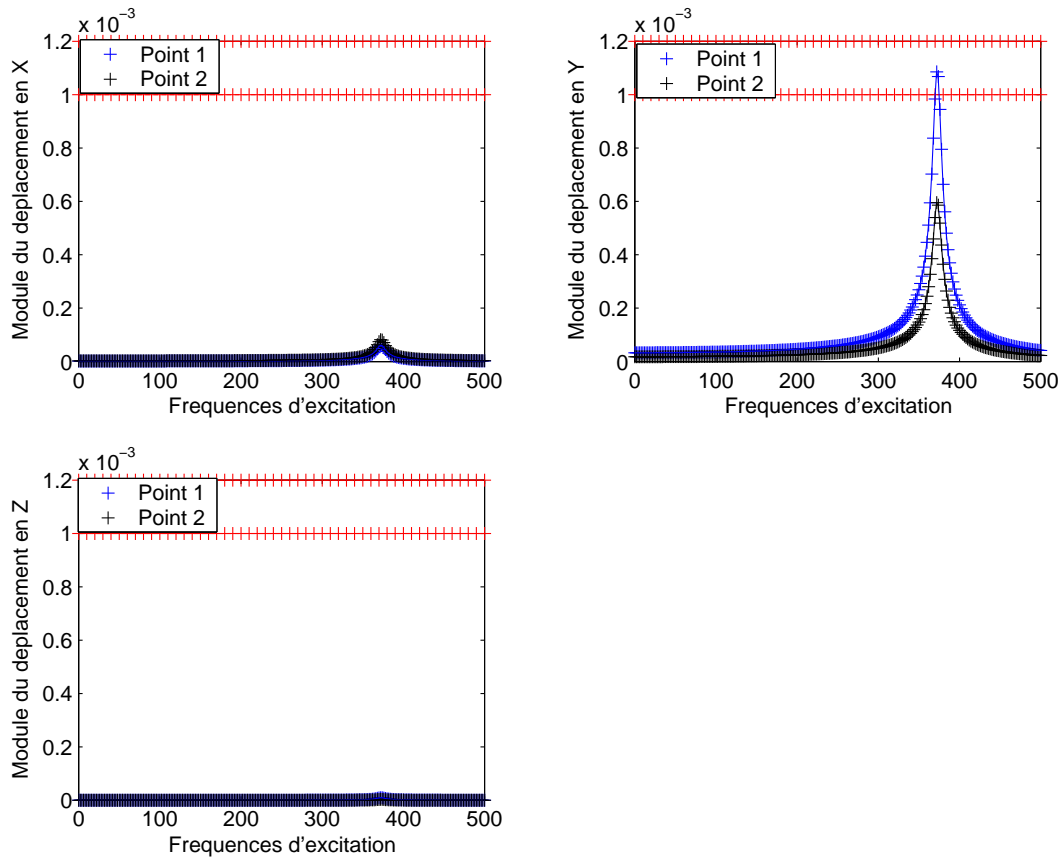 x 10⁻³
1.2
1
0.8
0.6
0.4
0.2
0
Module du deplacement en X
Point 1
Point 2
0 100 200 300 400 500
Frequences d'excitation
x 10⁻³
1.2
1
0.8
0.6
0.4
0.2
0
Module du deplacement en Y
Point 1
Point 2
0 100 200 300 400 500
Frequences d'excitation
x 10⁻³
1.2
1
0.8
0.6
0.4
0.2
0
Module du deplacement en Z
Point 1
Point 2
0 100 200 300 400 500
Frequences d'excitation